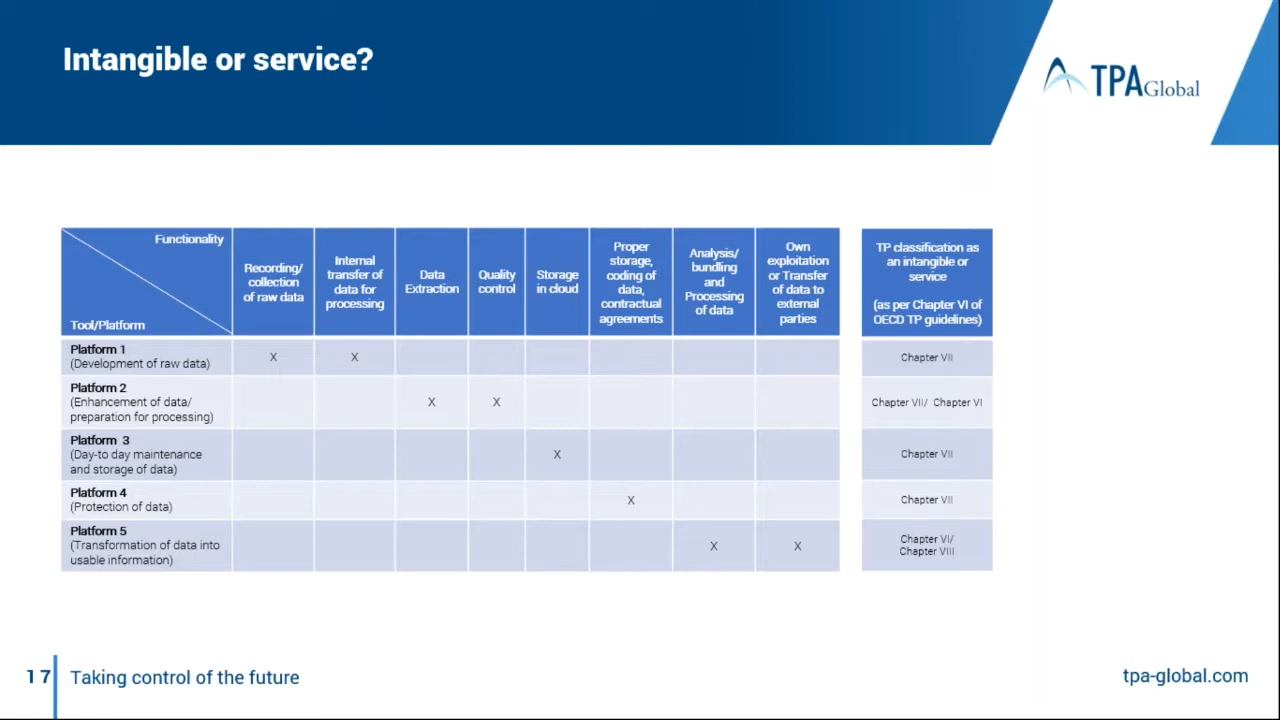 Intangible or service?
TPAGlobal
Functionality
Tool/Platform
Recording/
collection
of raw data
Internal
transfer of
data for
processing
Data
Extraction
Quality
control
Storage
in cloud
Proper
storage,
coding of
data,
contractual
agreements
Analysis/
bundling
and
Processing
of data
Own
exploitation
or Transfer
of data to
external
parties
TP classification as
an intangible or
service
(as per Chapter VI of
OECD TP guidelines)
Platform 1
(Development of raw data)
X X
Chapter VII
Platform 2
(Enhancement of data/
preparation for processing)
X X
Chapter VII/ Chapter VI
Platform 3
(Day-to day maintenance
and storage of data)
X
Chapter VII
Platform 4
(Protection of data)
X
Chapter VII
Platform 5
(Transformation of data into
usable information)
X X
Chapter VI/
Chapter VIII
17 Taking control of the future
tpa-global.com